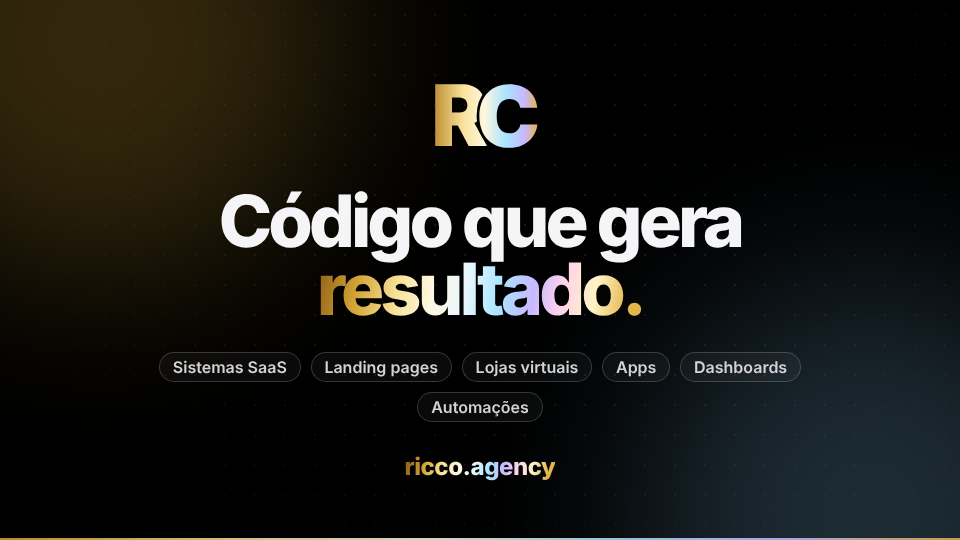 RC
Código que gera
resultado.
Sistemas SaaS Landing pages Lojas virtuais Apps Dashboards
Automações
ricco.agency